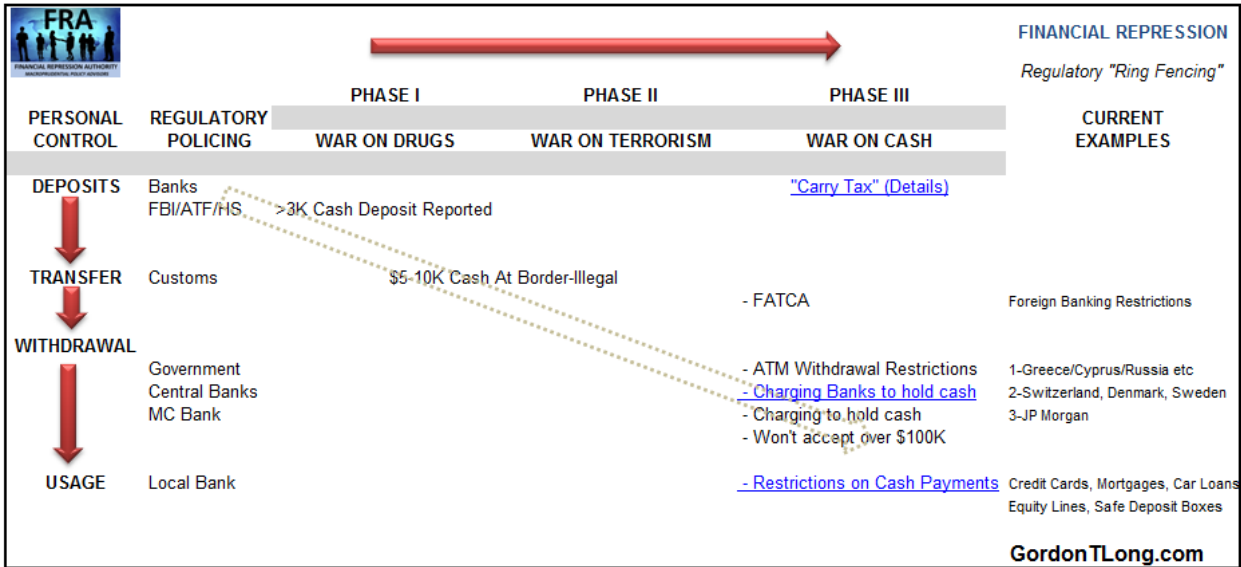 FRA
FINANCIAL REPRESSION AUTHORITY
MACROPRUDENTIAL POLICY ADVISORS
FINANCIAL REPRESSION
Regulatory "Ring Fencing"
PHASE I PHASE II PHASE III
PERSONAL REGULATORY CURRENT
CONTROL POLICING WAR ON DRUGS WAR ON TERRORISM WAR ON CASH EXAMPLES
DEPOSITS Banks "Carry Tax" (Details)
FBI/ATF/HS >3K Cash Deposit Reported
TRANSFER Customs $5-10K Cash At Border-Illegal
- FATCA Foreign Banking Restrictions
WITHDRAWAL
Government - ATM Withdrawal Restrictions 1-Greece/Cyprus/Russia etc
Central Banks - Charging Banks to hold cash 2-Switzerland, Denmark, Sweden
MC Bank - Charging to hold cash 3-JP Morgan
- Won't accept over $100K
USAGE Local Bank - Restrictions on Cash Payments Credit Cards, Mortgages, Car Loans
Equity Lines, Safe Deposit Boxes
GordonTLong.com